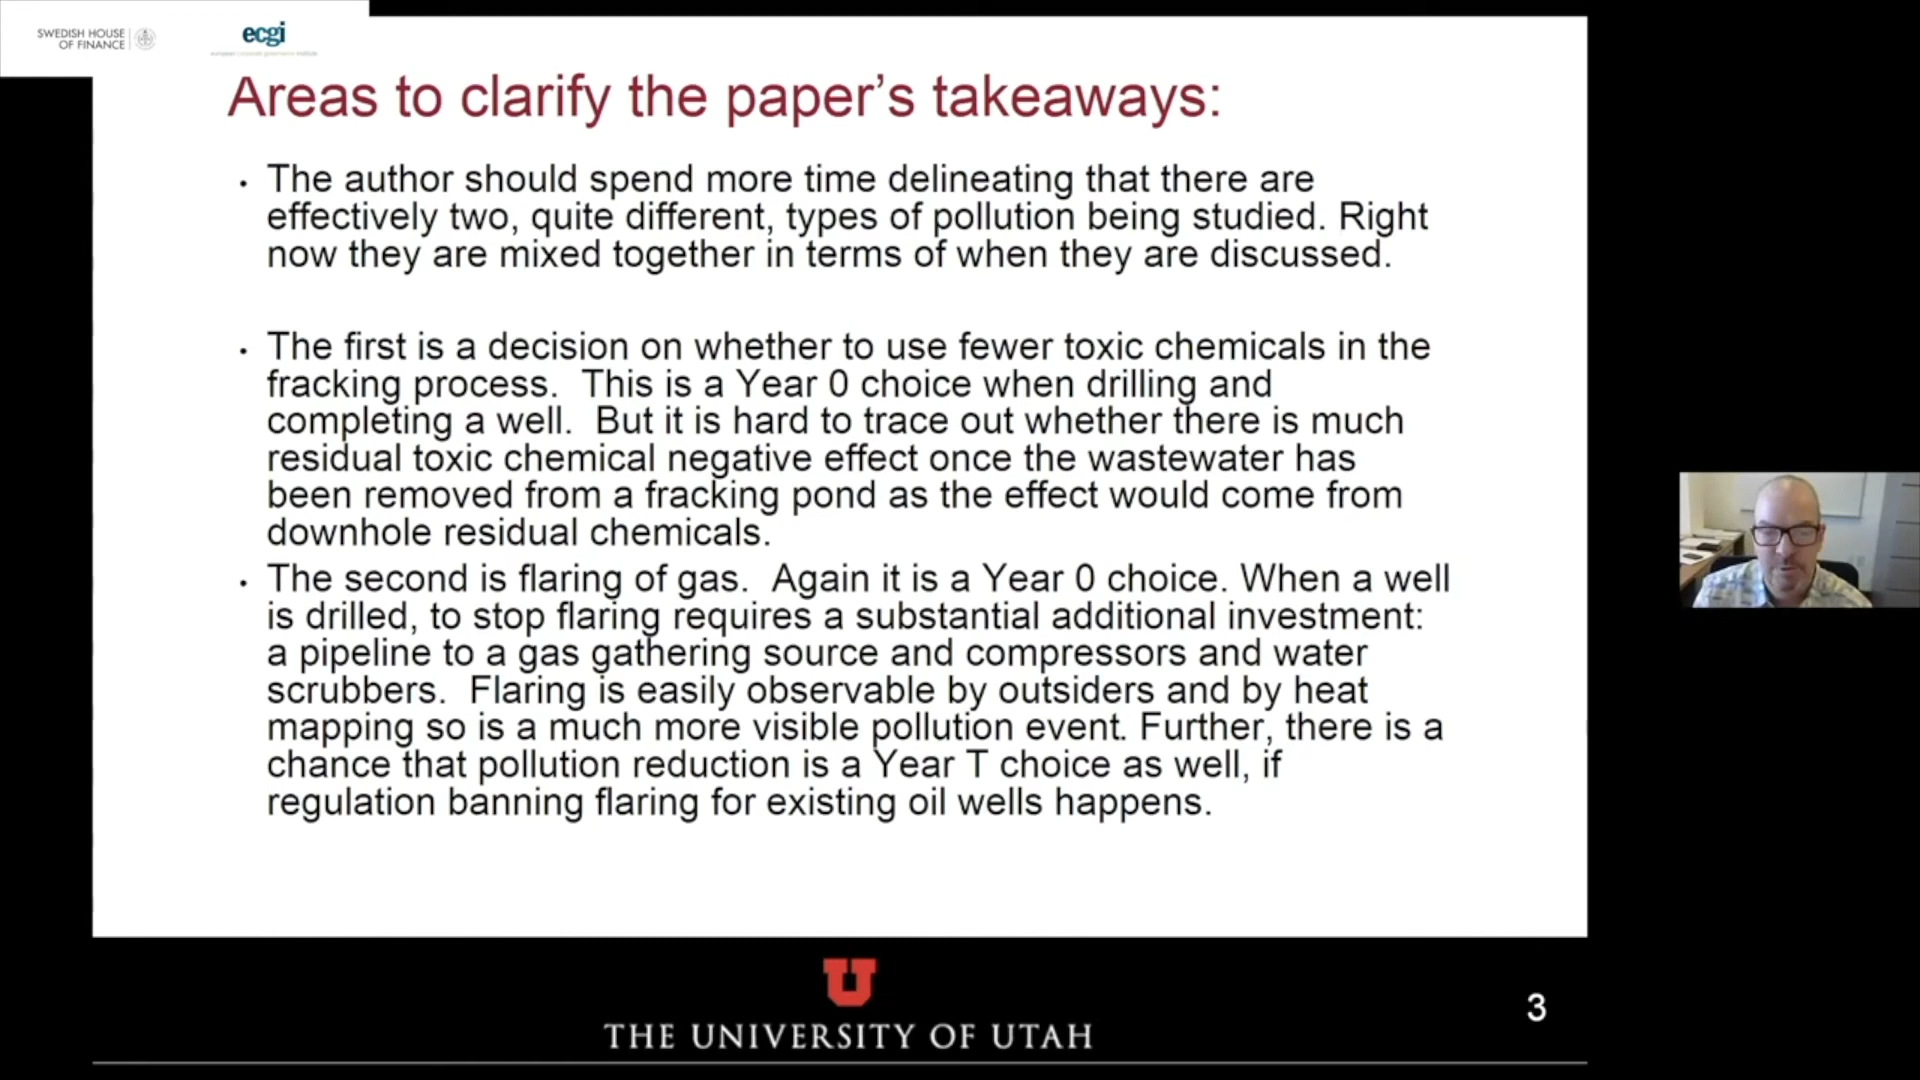 SWEDISH HOUSE
OF FINANCE
ecgi
Areas to clarify the paper's takeaways:
• The author should spend more time delineating that there are
effectively two, quite different, types of pollution being studied. Right
now they are mixed together in terms of when they are discussed.
• The first is a decision on whether to use fewer toxic chemicals in the
fracking process.  This is a Year 0 choice when drilling and
completing a well.  But it is hard to trace out whether there is much
residual toxic chemical negative effect once the wastewater has
been removed from a fracking pond as the effect would come from
downhole residual chemicals.
• The second is flaring of gas.  Again it is a Year 0 choice. When a well
is drilled, to stop flaring requires a substantial additional investment:
a pipeline to a gas gathering source and compressors and water
scrubbers.  Flaring is easily observable by outsiders and by heat
mapping so is a much more visible pollution event. Further, there is a
chance that pollution reduction is a Year T choice as well, if
regulation banning flaring for existing oil wells happens.
U
THE UNIVERSITY OF UTAH
3